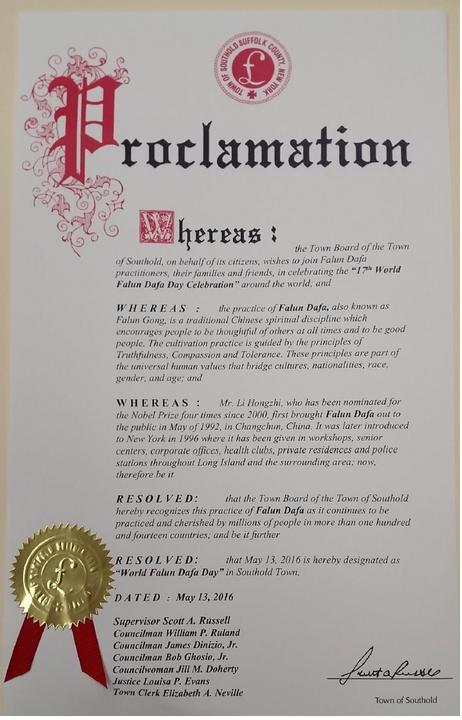 TOWN OF SOUTHOLD SUFFOLK COUNTY, NEW YORK
£
Proclamation
Whereas :
the Town Board of the Town
of Southold, on behalf of its citizens, wishes to join Falun Dafa
practitioners, their families and friends, in celebrating the “17th World
Falun Dafa Day Celebration” around the world; and
WHEREAS : the practice of Falun Dafa, also known as
Falun Gong, is a traditional Chinese spiritual discipline which
encourages people to be thoughtful of others at all times and to be good
people. The cultivation practice is guided by the principles of
Truthfulness, Compassion and Tolerance. These principles are part of
the universal human values that bridge cultures, nationalities, race,
gender, and age; and
WHEREAS : Mr. Li Hongzhi, who has been nominated for
the Nobel Prize four times since 2000, first brought Falun Dafa out to
the public in May of 1992, in Changchun, China. It was later introduced
to New York in 1996 where it has been given in workshops, senior
centers, corporate offices, health clubs, private residences and police
stations throughout Long Island and the surrounding area; now,
therefore be it
RESOLVED: that the Town Board of the Town of Southold
hereby recognizes this practice of Falun Dafa as it continues to be
practiced and cherished by millions of people in more than one hundred
and fourteen countries; and be it further
RESOLVED: that May 13, 2016 is hereby designated as
“World Falun Dafa Day” in Southold Town.
DATED : May 13, 2016
Supervisor Scott A. Russell
Councilman William P. Ruland
Councilman James Dinizio, Jr.
Councilman Bob Ghosio, Jr.
Councilwoman Jill M. Doherty
Justice Louisa P. Evans
Town Clerk Elizabeth A. Neville
Town of Southold